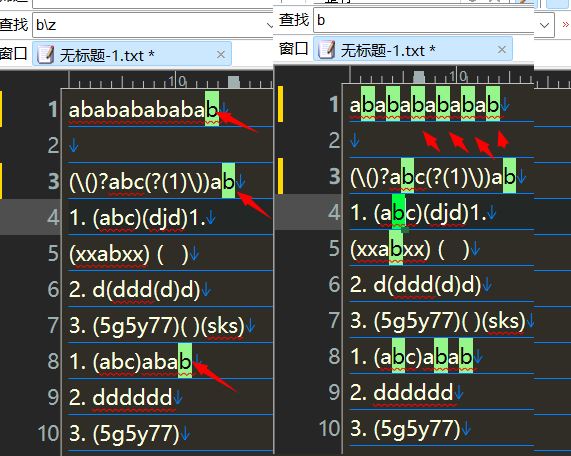 查找 b\z
窗口 无标题-1.txt *
10
1 abababababab↓
2 ↓
3 (\()?abc(?(1)\))ab
4 1. (abc)(djd)1.
5 (xxabxx) ( )↓
6 2. d(ddd(d)d)↓
7 3. (5g5y77)( )(sks)
8 1. (abc)abab↓
9 2. dddddd↓
10 3. (5g5y77)↓
查找 b
窗口 无标题-1.txt *
10
1 abababababab↓
2 ↓
3 (\()?abc(?(1)\))ab
4 1. (abc)(djd)1.
5 (xxabxx) ( )↓
6 2. d(ddd(d)d)↓
7 3. (5g5y77)( )(sks)
8 1. (abc)abab↓
9 2. dddddd↓
10 3. (5g5y77)↓